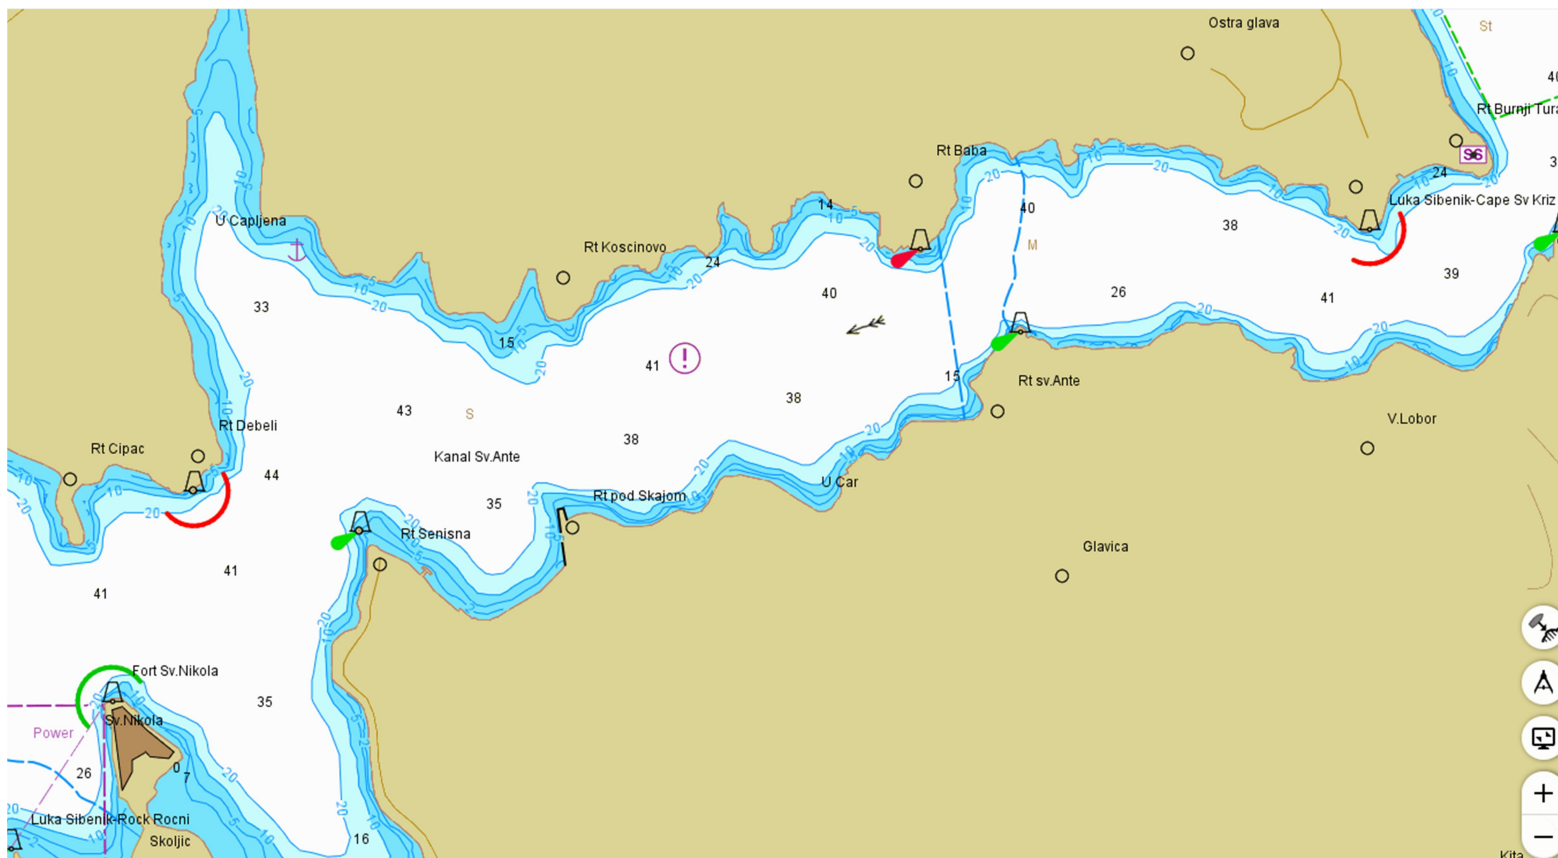 Ostra glava
St
40
Rt Burnji Tura
Rt Baba
S6
24
3
14
U Capljena
Rt Koscinovo
40
38
Luka Sibenik-Cape Sv Kriz
24
M
33
40
26
41
39
15
41
!
15
Rt sv.Ante
43
S
38
V.Lobor
Rt Debeli
Rt Cipac
38
Kanal Sv.Ante
44
U Car
35
Rt pod Skajom
Rt Senisna
Glavica
41
41
Fort Sv.Nikola
35
Sv.Nikola
Power
26
0
7
Luka Sibenik-Rock Rocni
Skoljic
16
Kita
+
−